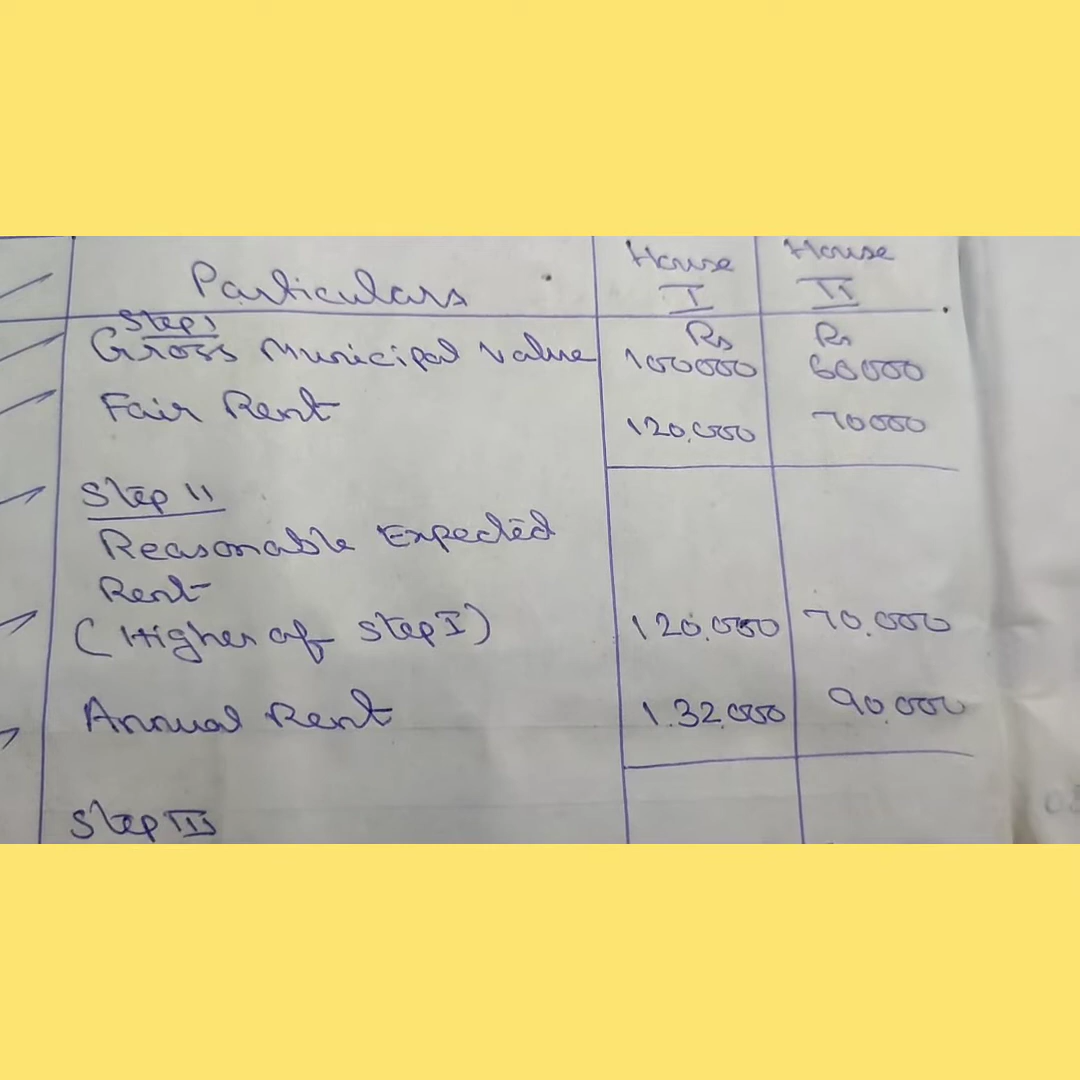 Particulars House I House II
Step I Rs Rs
Gross Municipal Value 100000 60000
Fair Rent 120,000 70000
Step II
Reasonable Expected
Rent
(Higher of Step I) 120,000 70,000
Annual Rent 1.32.000 90.000
Step III